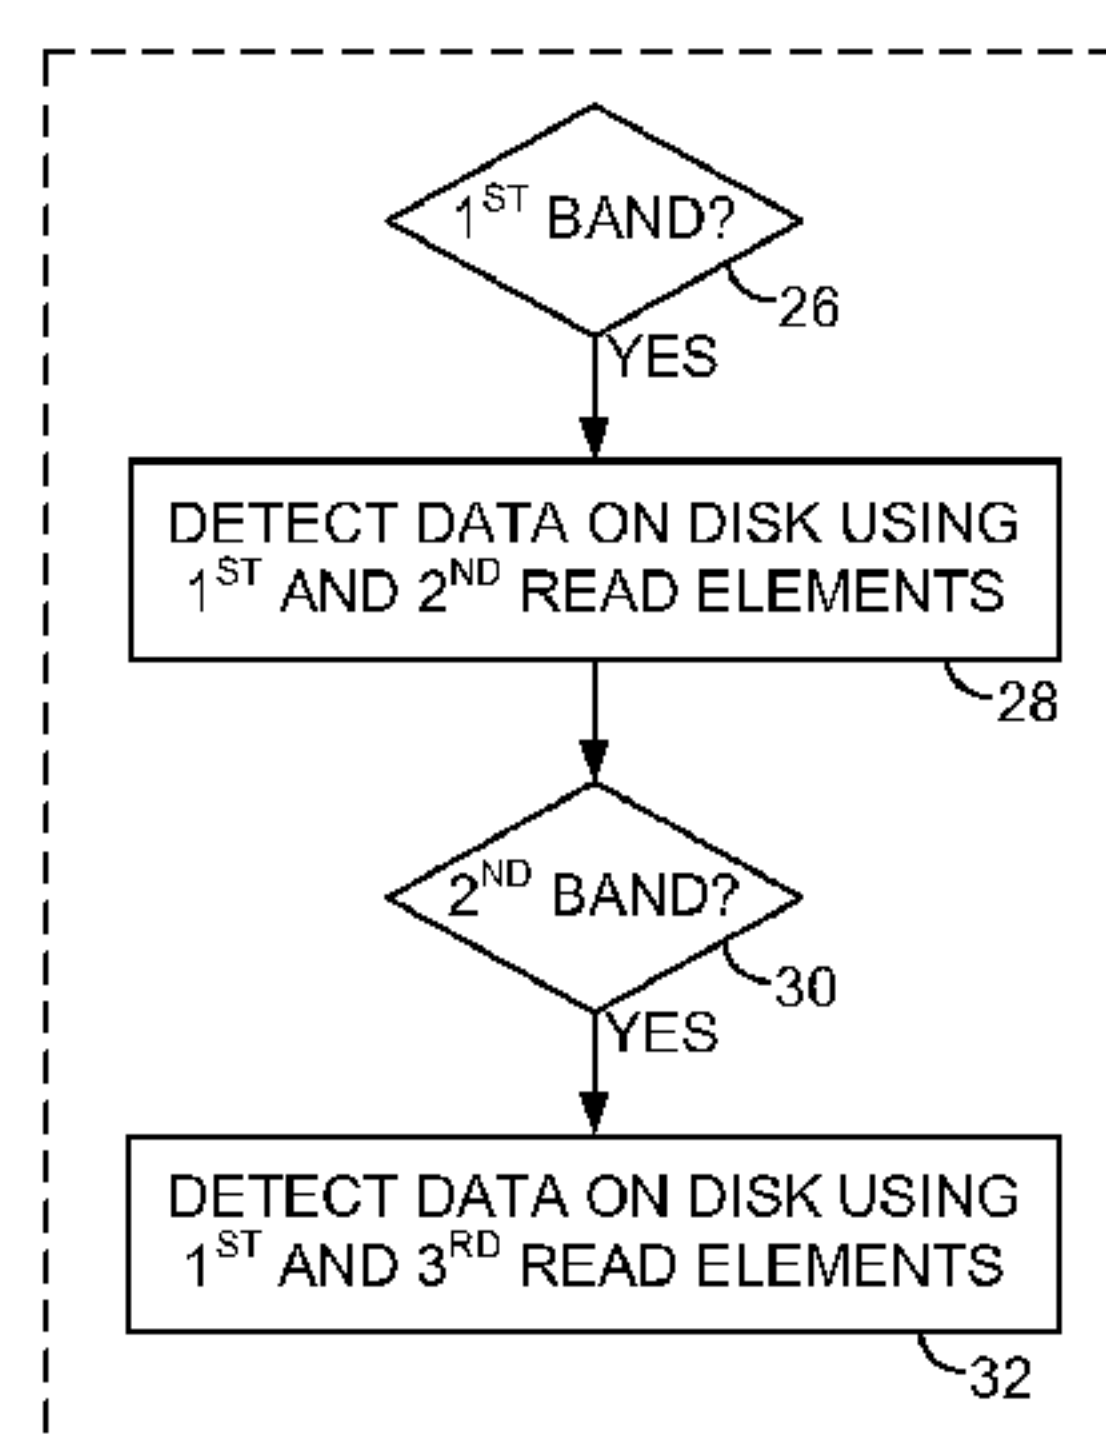 1ST BAND?
26
YES
DETECT DATA ON DISK USING
1ST AND 2ND READ ELEMENTS
28
2ND BAND?
30
YES
DETECT DATA ON DISK USING
1ST AND 3RD READ ELEMENTS
32